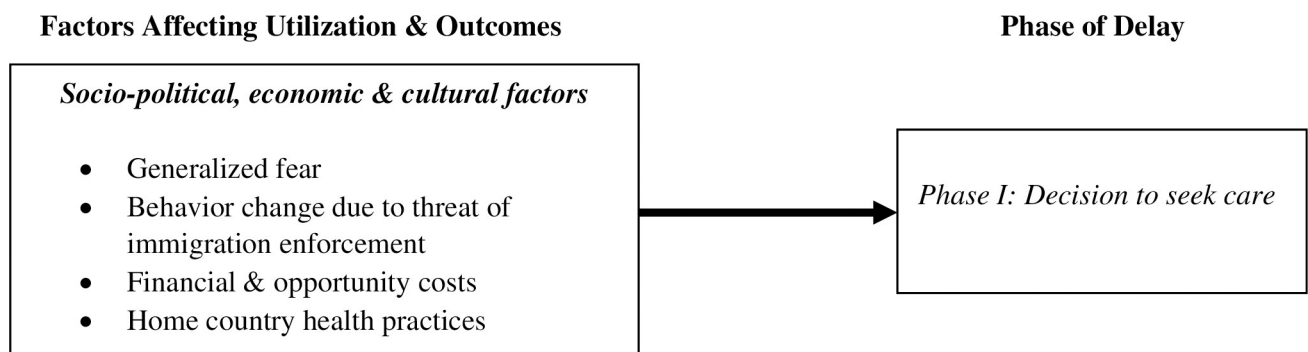 Factors Affecting Utilization & Outcomes
Phase of Delay
Socio-political, economic & cultural factors
• Generalized fear
• Behavior change due to threat of
immigration enforcement
• Financial & opportunity costs
• Home country health practices
Phase I: Decision to seek care